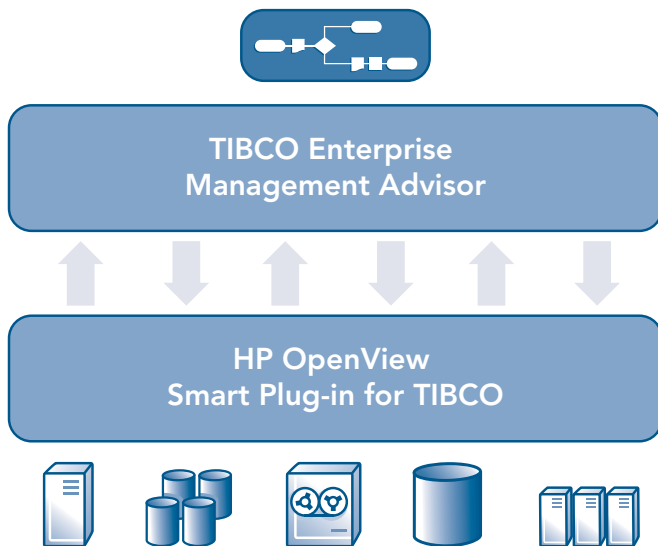 TIBCO Enterprise
Management Advisor
HP OpenView
Smart Plug-in for TIBCO